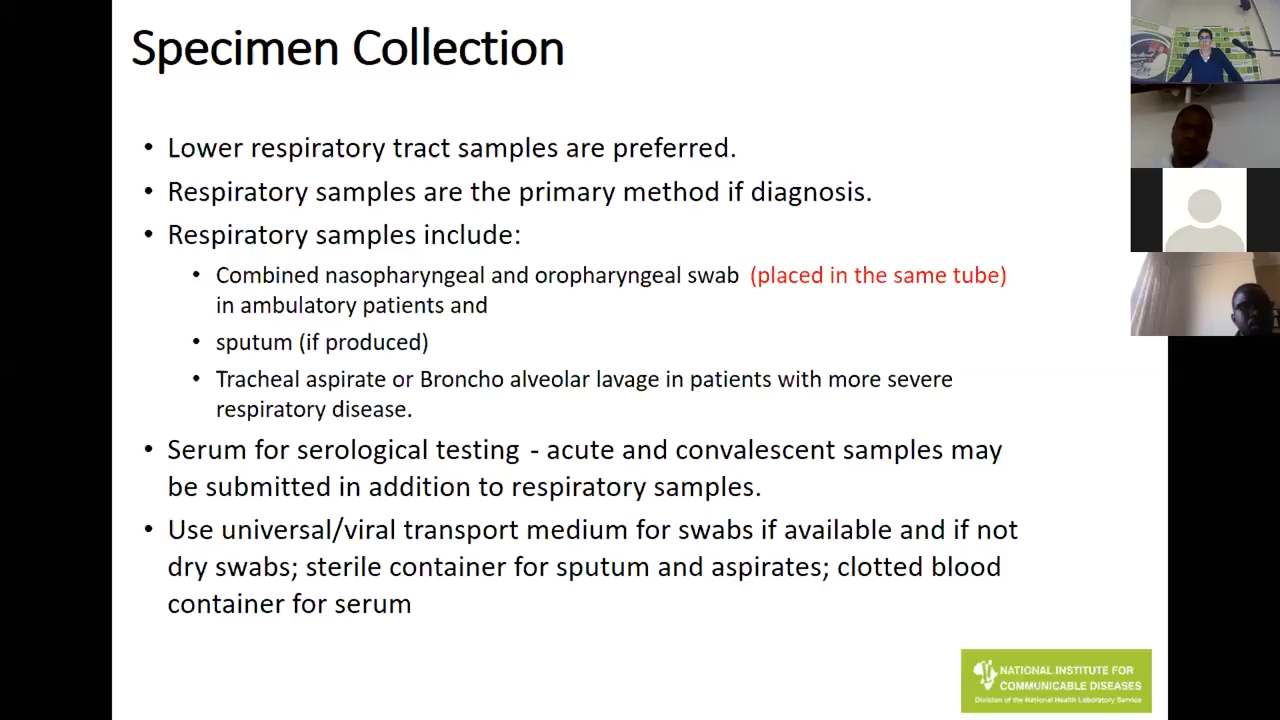 Specimen Collection
• Lower respiratory tract samples are preferred.
• Respiratory samples are the primary method if diagnosis.
• Respiratory samples include:
• Combined nasopharyngeal and oropharyngeal swab (placed in the same tube)
in ambulatory patients and
• sputum (if produced)
• Tracheal aspirate or Broncho alveolar lavage in patients with more severe
respiratory disease.
• Serum for serological testing - acute and convalescent samples may
be submitted in addition to respiratory samples.
• Use universal/viral transport medium for swabs if available and if not
dry swabs; sterile container for sputum and aspirates; clotted blood
container for serum
NATIONAL INSTITUTE FOR
COMMUNICABLE DISEASES
Division of the National Health Laboratory Service